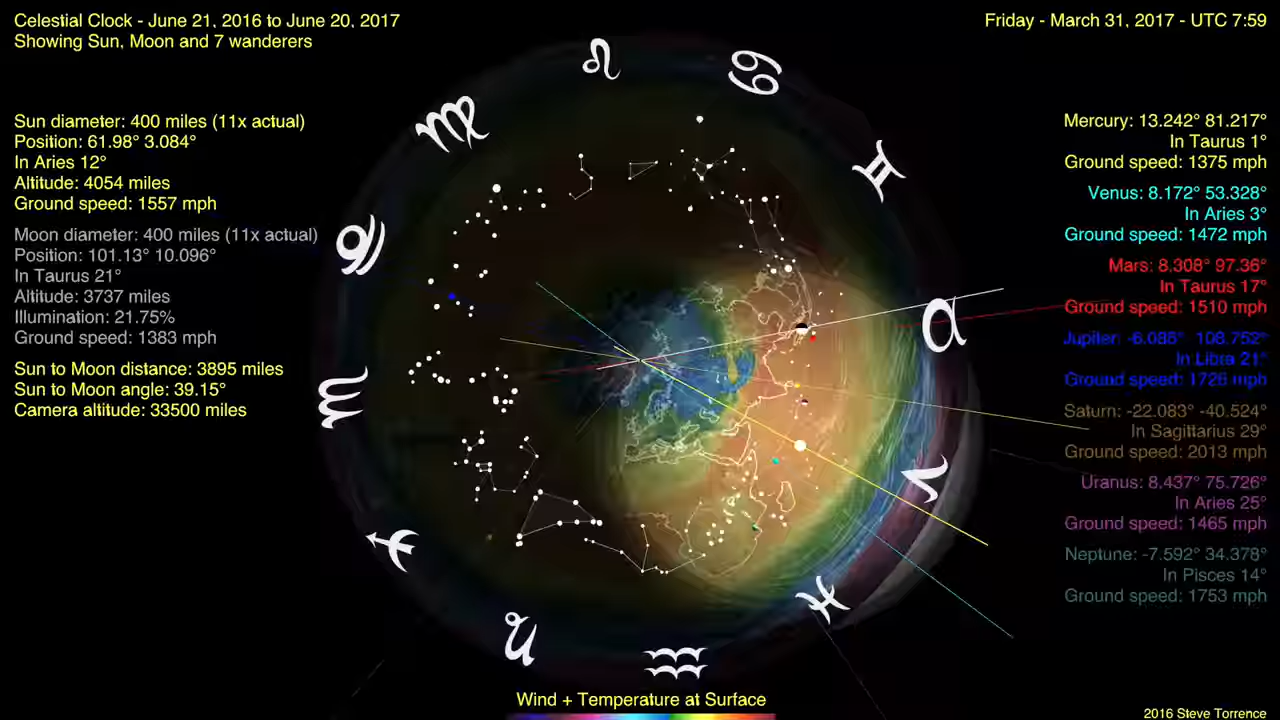 Celestial Clock - June 21, 2016 to June 20, 2017
Showing Sun, Moon and 7 wanderers
Friday - March 31, 2017 - UTC 7:59
Sun diameter: 400 miles (11x actual)
Position: 61.98° 3.084°
In Aries 12°
Altitude: 4054 miles
Ground speed: 1557 mph
Moon diameter: 400 miles (11x actual)
Position: 101.13° 10.096°
In Taurus 21°
Altitude: 3737 miles
Illumination: 21.75%
Ground speed: 1383 mph
Sun to Moon distance: 3895 miles
Sun to Moon angle: 39.15°
Camera altitude: 33500 miles
Mercury: 13.242° 81.217°
In Taurus 1°
Ground speed: 1375 mph
Venus: 8.172° 53.328°
In Aries 3°
Ground speed: 1472 mph
Mars: 8.308° 97.36°
In Taurus 17°
Ground speed: 1510 mph
Jupiter: -6.085° -108.752°
In Libra 21°
Ground speed: 1726 mph
Saturn: -22.083° -40.524°
In Sagittarius 29°
Ground speed: 2013 mph
Uranus: 8.437° 75.726°
In Aries 25°
Ground speed: 1465 mph
Neptune: -7.592° 34.378°
In Pisces 14°
Ground speed: 1753 mph
Wind + Temperature at Surface
2016 Steve Torrence